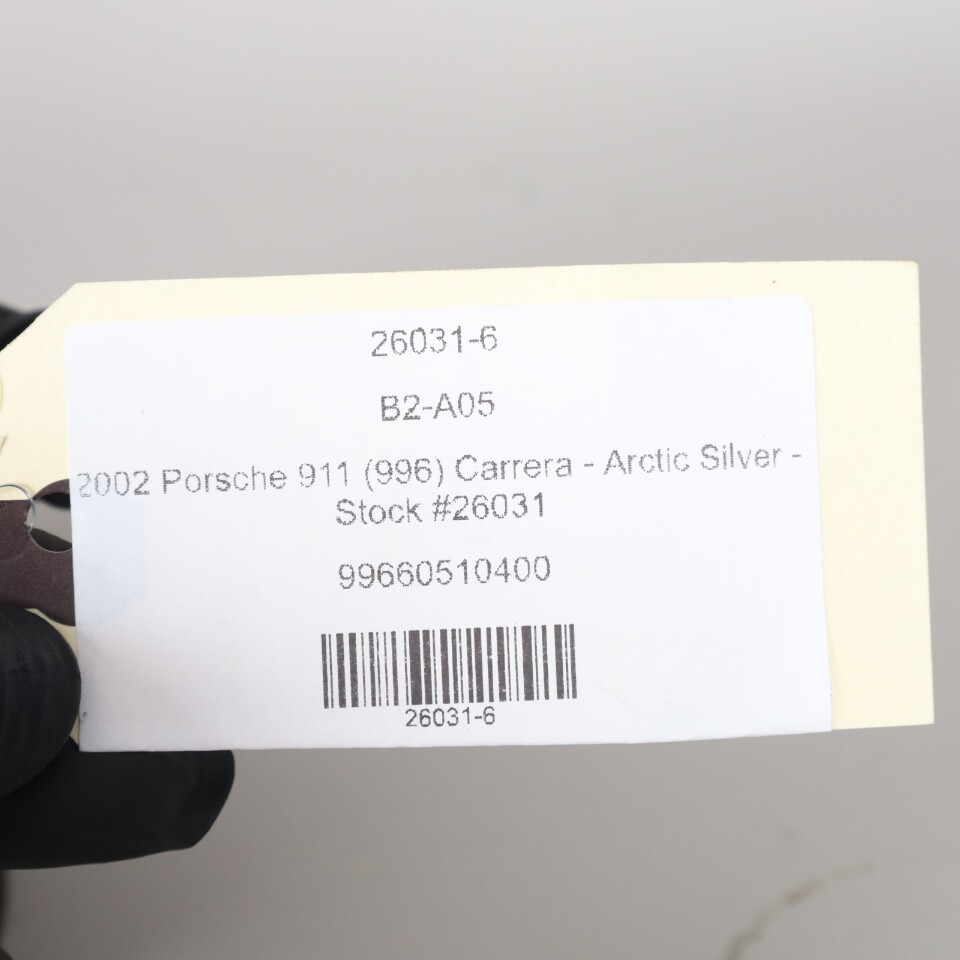 26031-6
B2-A05
2002 Porsche 911 (996) Carrera - Arctic Silver -
Stock #26031
99660510400
26031-6